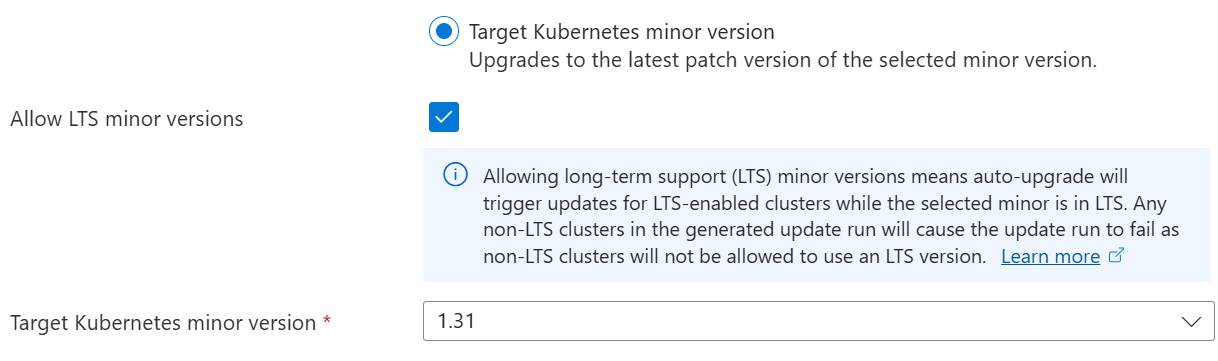 Target Kubernetes minor version
Upgrades to the latest patch version of the selected minor version.
Allow LTS minor versions
Allowing long-term support (LTS) minor versions means auto-upgrade will
trigger updates for LTS-enabled clusters while the selected minor is in LTS. Any
non-LTS clusters in the generated update run will cause the update run to fail as
non-LTS clusters will not be allowed to use an LTS version. Learn more
Target Kubernetes minor version *
1.31